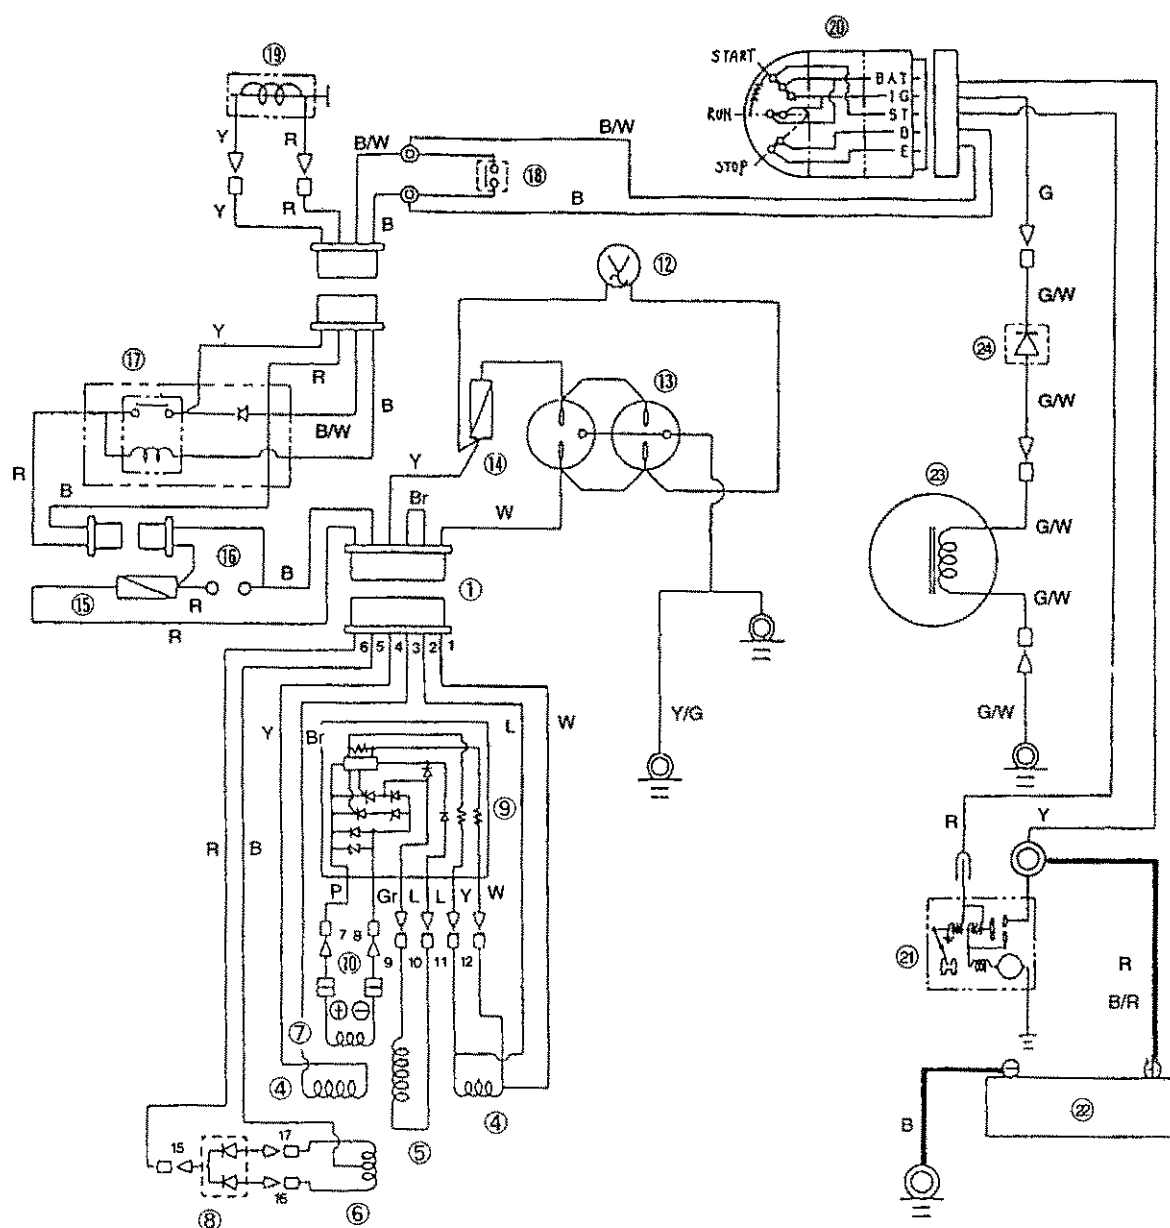 ⑳
START
⑲
BAT
IG
RUN
ST
B
E
STOP
B/W
Y R
B/W
⑱
B
G
Y R B
⑫
G/W
㉔
Y
⑰
R
⑬
G/W
B
B/W
⑭
R
Y
㉓
B
Br
W
G/W
⑯
B
①
⑮
R
R
G/W
6 5 4 3 2 1
Y
L
W
Y/G
G/W
Br
⑨
R
B
R
Y
P
Gr L L Y W
7 8
9 10 11 12
⑩
㉑
R
B/R
⊕ ⊖
⑦
④
④
㉒
B
⑤
15
17
16
⑥
⑧